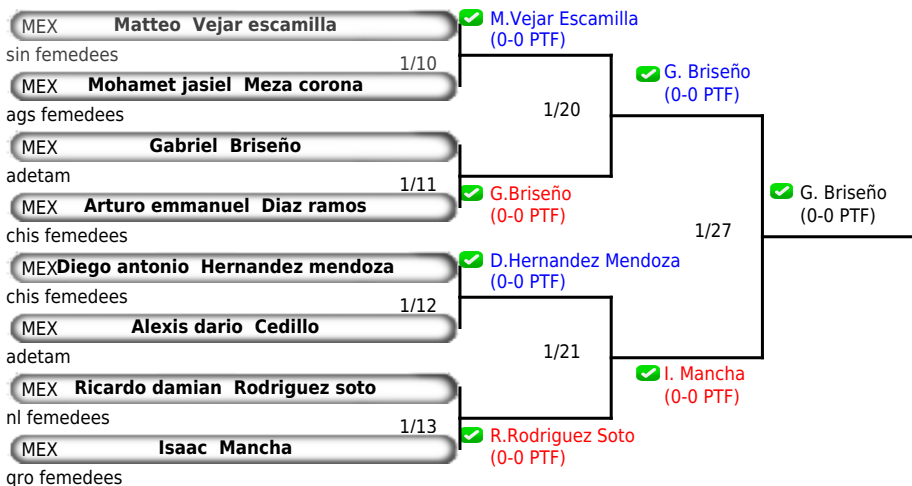 MEX Matteo Vejar escamilla
sin femedees
1/10
MEX Mohamet jasiel Meza corona
ags femedees
MEX Gabriel Briseño
adetam
1/11
MEX Arturo emmanuel Diaz ramos
chis femedees
MEX Diego antonio Hernandez mendoza
chis femedees
1/12
MEX Alexis dario Cedillo
adetam
MEX Ricardo damian Rodriguez soto
nl femedees
1/13
MEX Isaac Mancha
gro femedees
M.Vejar Escamilla
(0-0 PTF)
1/20
G.Briseño
(0-0 PTF)
D.Hernandez Mendoza
(0-0 PTF)
1/21
R.Rodriguez Soto
(0-0 PTF)
G. Briseño
(0-0 PTF)
1/27
I. Mancha
(0-0 PTF)
G. Briseño
(0-0 PTF)